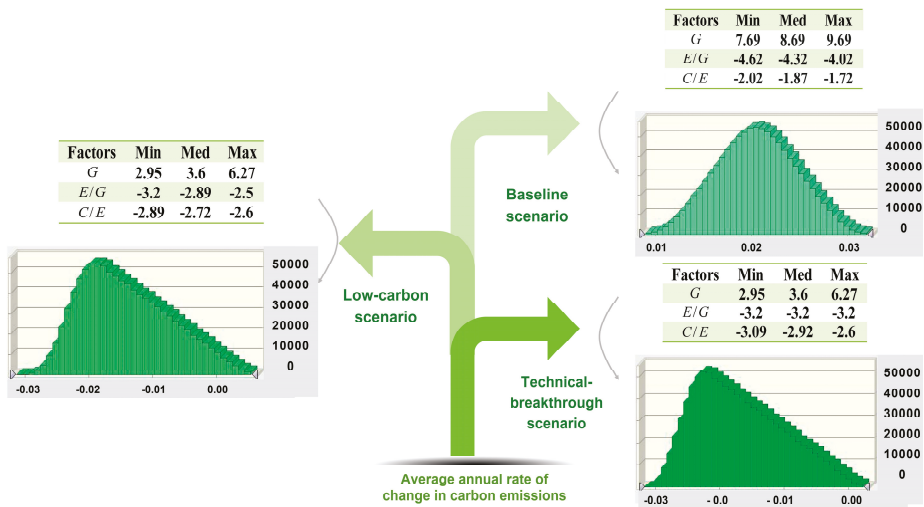 Factors Min Med Max
G 7.69 8.69 9.69
E/G -4.62 -4.32 -4.02
C/E -2.02 -1.87 -1.72
50000
40000
30000
20000
10000
0
0.01 0.02 0.03
Baseline
scenario
Factors Min Med Max
G 2.95 3.6 6.27
E/G -3.2 -2.89 -2.5
C/E -2.89 -2.72 -2.6
50000
40000
30000
20000
10000
0
-0.03 -0.02 -0.01 0.00
Low-carbon
scenario
Factors Min Med Max
G 2.95 3.6 6.27
E/G -3.2 -3.2 -3.2
C/E -3.09 -2.92 -2.6
50000
40000
30000
20000
10000
0
-0.03 - 0.0 - 0.01 0.00
Technical-
breakthrough
scenario
Average annual rate of
change in carbon emissions